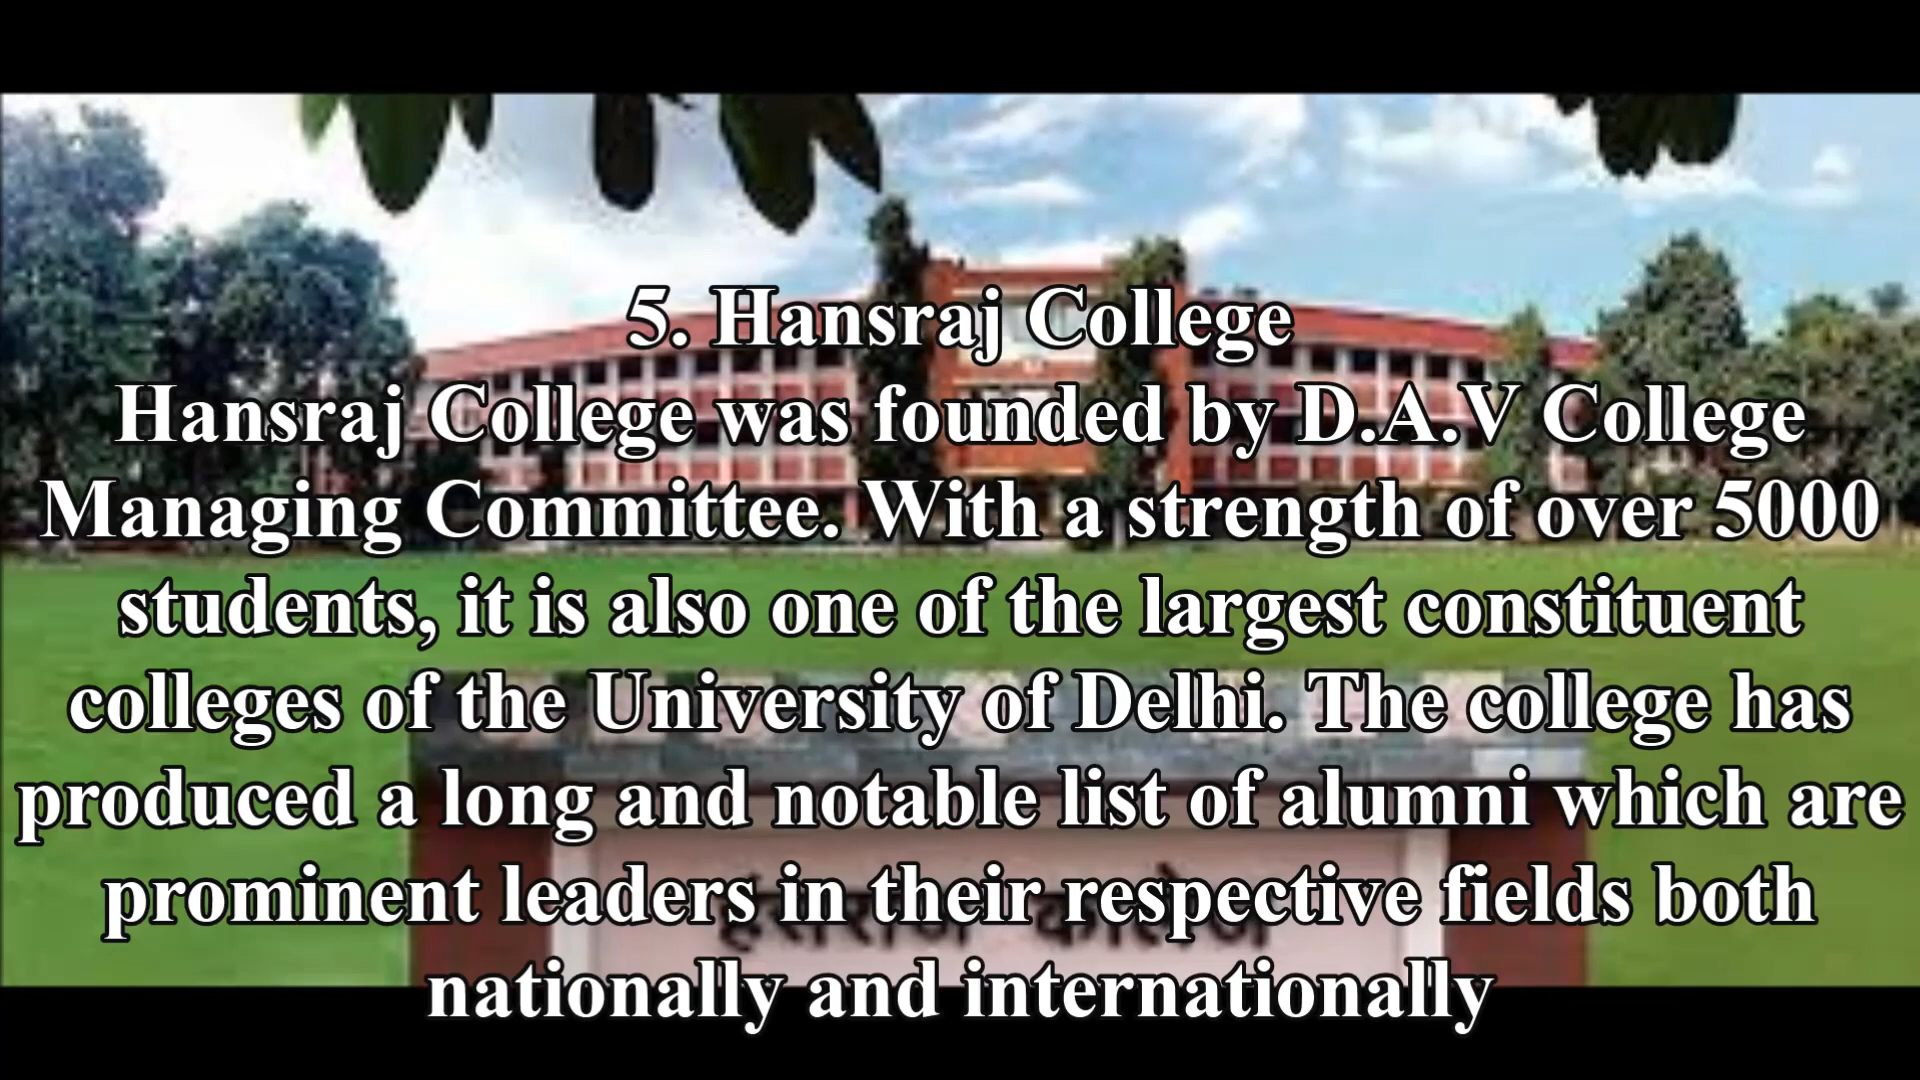 5. Hansraj College
Hansraj College was founded by D.A.V College
Managing Committee. With a strength of over 5000
students, it is also one of the largest constituent
colleges of the University of Delhi. The college has
produced a long and notable list of alumni which are
prominent leaders in their respective fields both
हंसराज कालेज
nationally and internationally